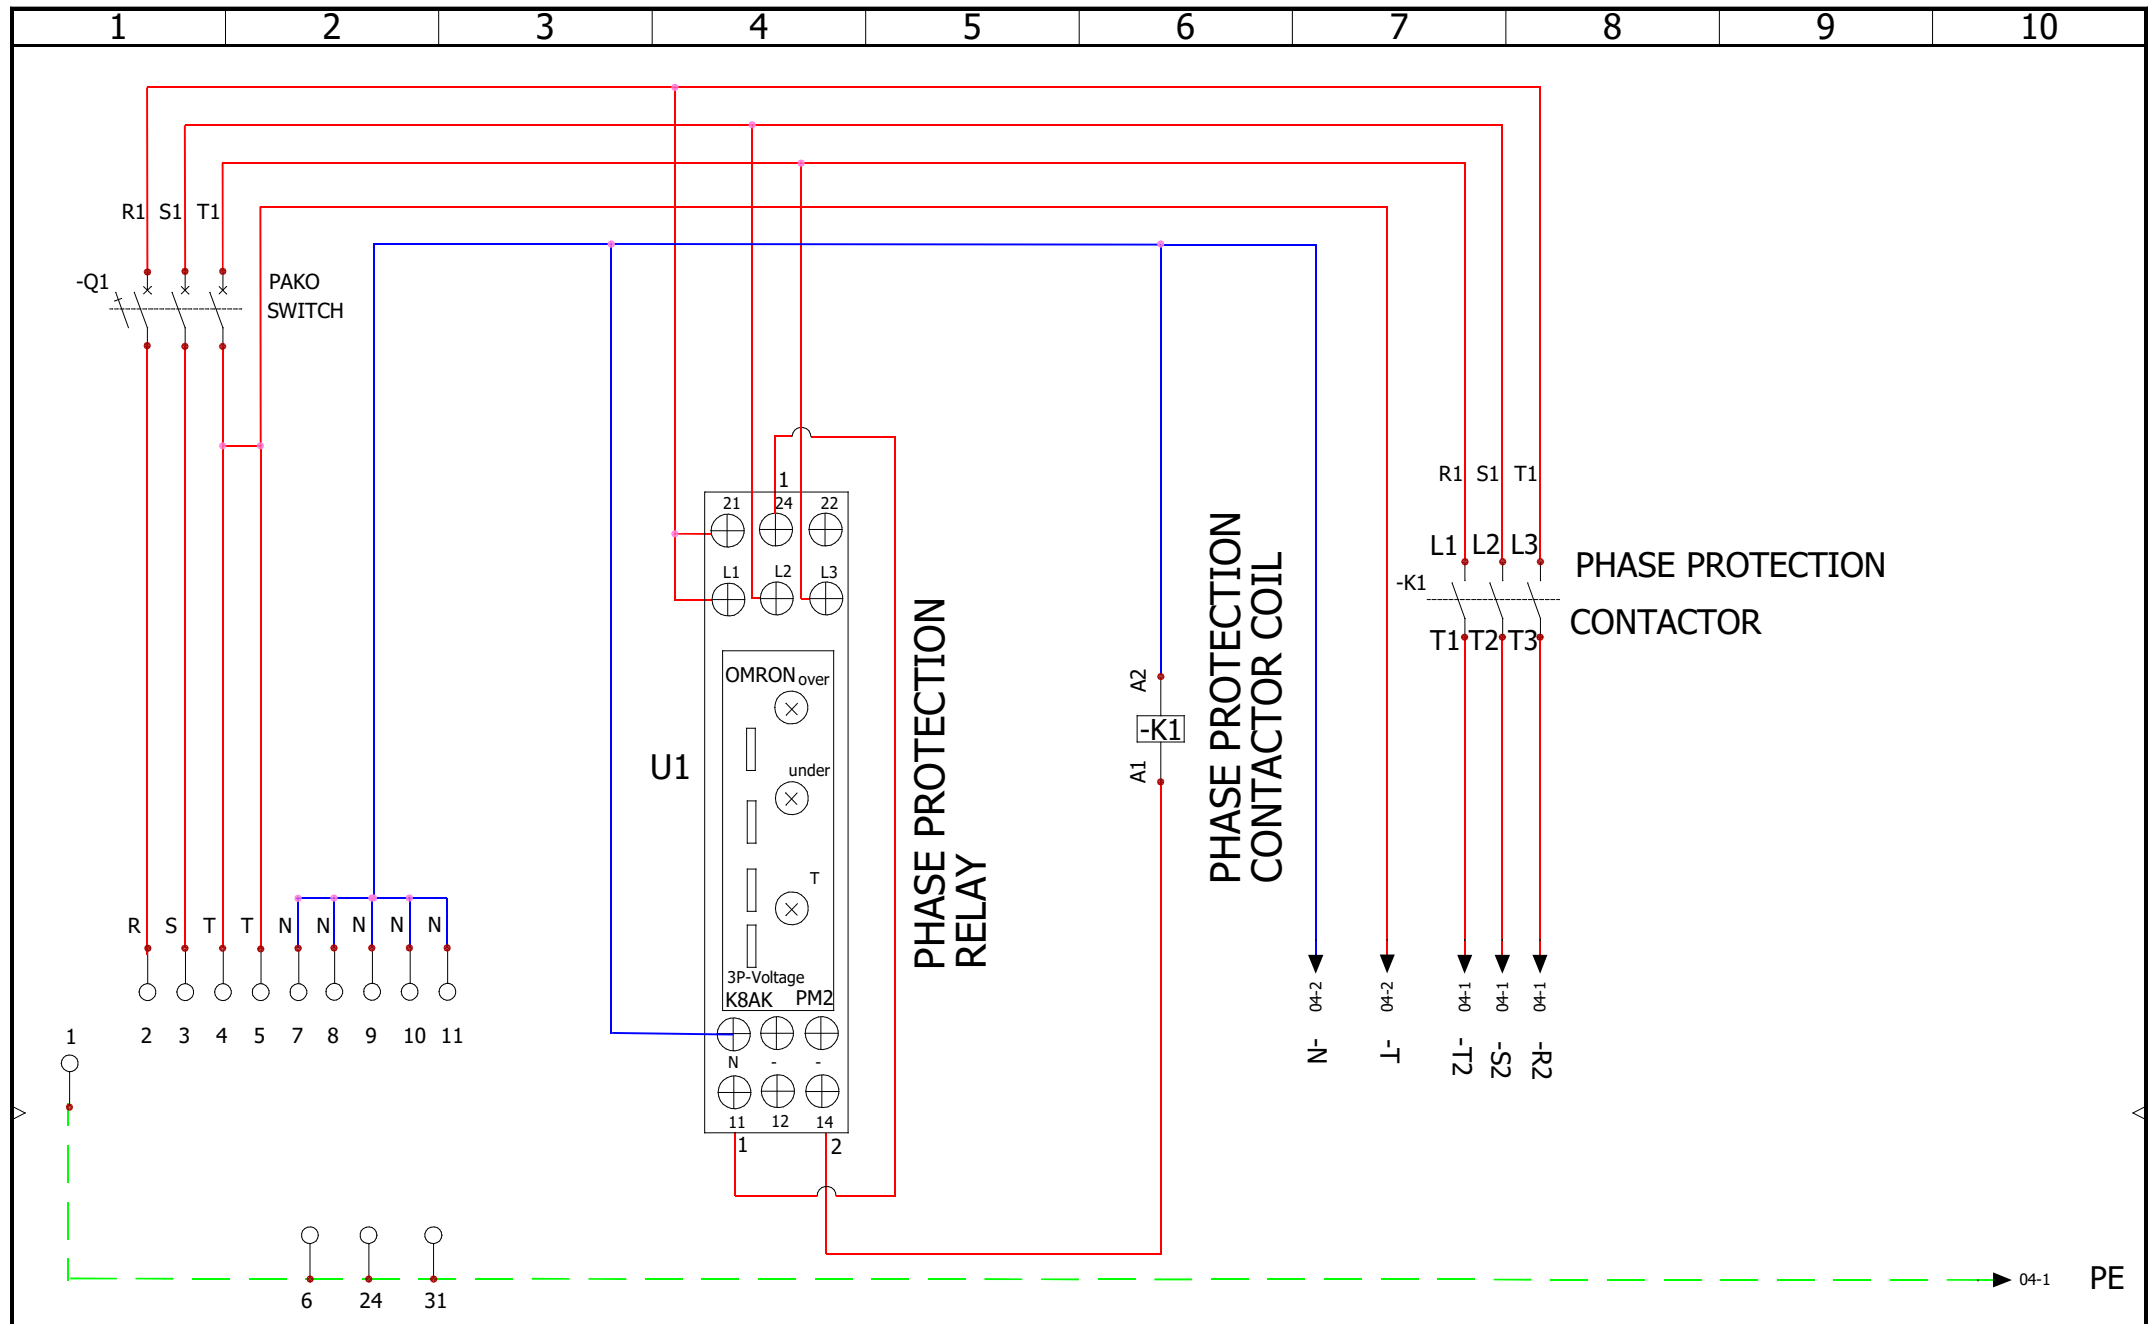 1 2 3 4 5 6 7 8 9 10
R1 S1 T1
-Q1
PAKO
SWITCH
1
21 24 22
L1 L2 L3
OMRON over
under
T
3P-Voltage
K8AK PM2
N - -
11 12 14
1 2
U1
PHASE PROTECTION
RELAY
A2
-K1
A1
PHASE PROTECTION
CONTACTOR COIL
R1 S1 T1
L1 L2 L3
-K1
T1 T2 T3
PHASE PROTECTION
CONTACTOR
R S T T N N N N N
2 3 4 5 7 8 9 10 11
1
04-2 04-2 04-1 04-1 04-1
-N -T -T2 -S2 -R2
6 24 31
04-1 PE